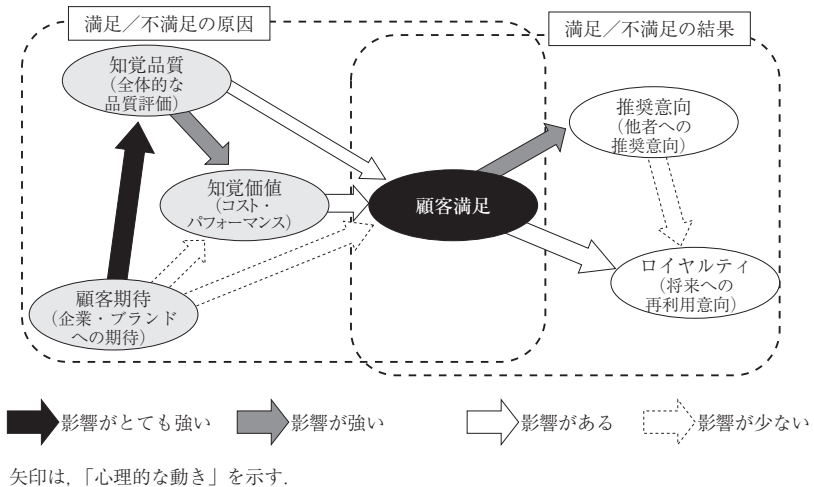 満足／不満足の原因
満足／不満足の結果
知覚品質
（全体的な
品質評価）
推奨意向
（他者への
推奨意向）
知覚価値
（コスト・
パフォーマンス）
顧客満足
ロイヤルティ
（将来への
再利用意向）
顧客期待
（企業・ブランド
への期待）
影響がとても強い
影響が強い
影響がある
影響が少ない
矢印は，「心理的な動き」を示す．